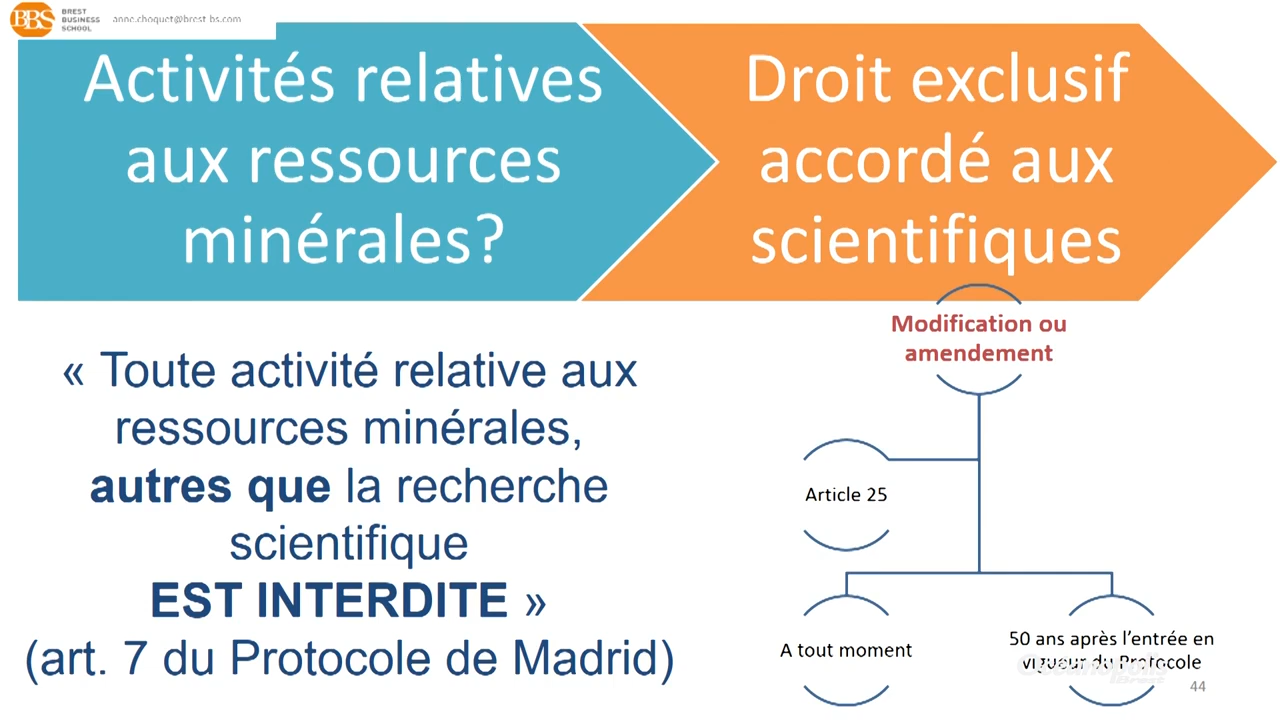 BBS
BREST
BUSINESS
SCHOOL
anne.choquet@brest-bs.com
Activités relatives
aux ressources
minérales?
Droit exclusif
accordé aux
scientifiques
« Toute activité relative aux
ressources minérales,
autres que la recherche
scientifique
EST INTERDITE »
(art. 7 du Protocole de Madrid)
Modification ou
amendement
Article 25
A tout moment
50 ans après l’entrée en
vigueur du Protocole
Océanopolis
Brest
44